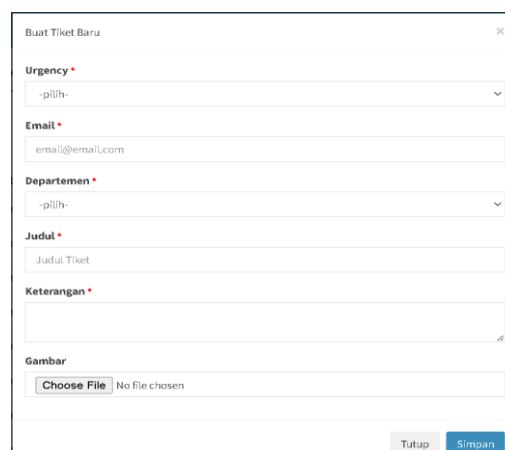 Buat Tiket Baru ×
Urgency *
-pilih-
Email *
email@email.com
Departemen *
-pilih-
Judul *
Judul Tiket
Keterangan *
Gambar
Choose File No file chosen
Tutup Simpan